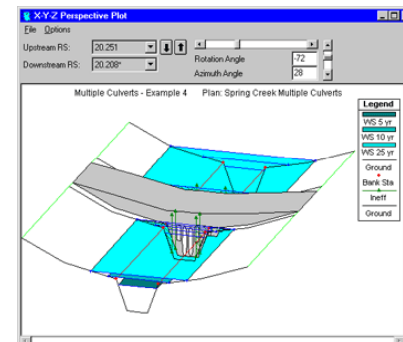 X-Y-Z Perspective Plot
File Options
Upstream RS: 20.251
Downstream RS: 20.208*
Rotation Angle -72
Azimuth Angle 28
Multiple Culverts - Example 4 Plan: Spring Creek Multiple Culverts
Legend
WS 5 yr
WS 10 yr
WS 25 yr
Ground
Bank Sta
Ineff
Ground